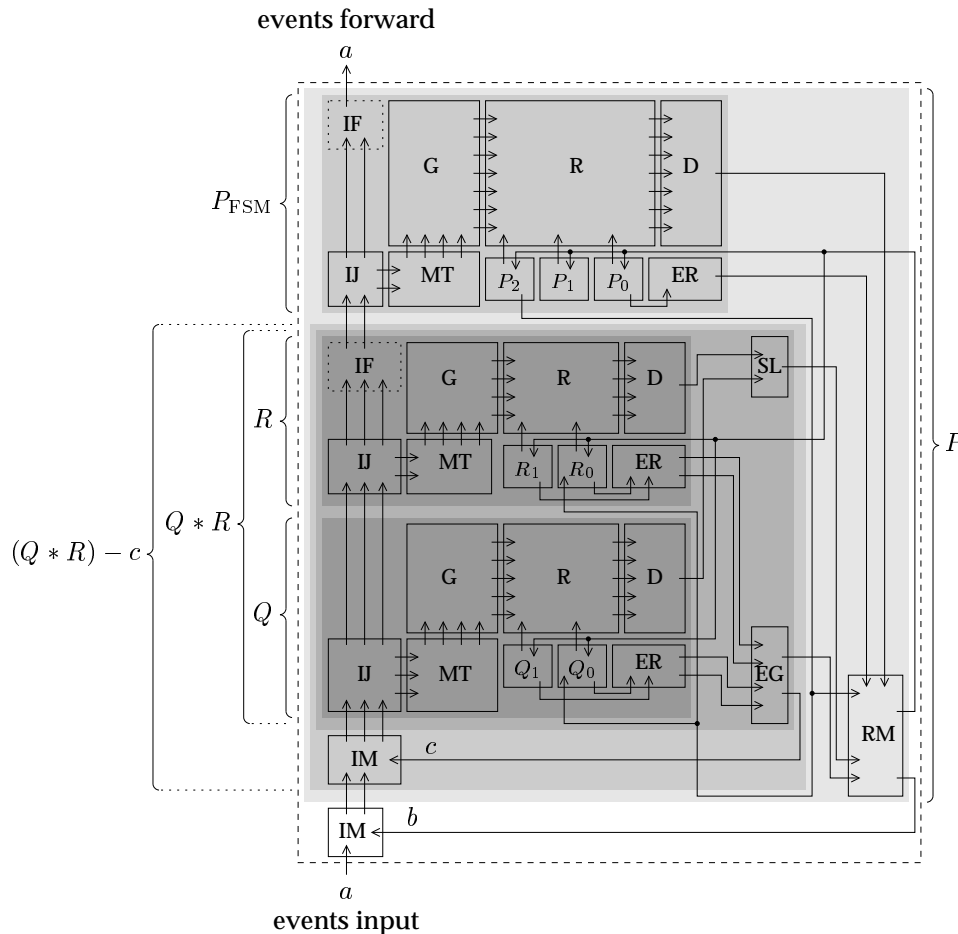 events forward
a
IF
G
R
D
P_FSM
IJ
MT
P_2
P_1
P_0
ER
IF
G
R
D
SL
R
P
IJ
MT
R_1
R_0
ER
Q ∗ R
(Q ∗ R) − c
G
R
D
Q
IJ
MT
Q_1
Q_0
ER
EG
RM
c
IM
b
IM
a
events input